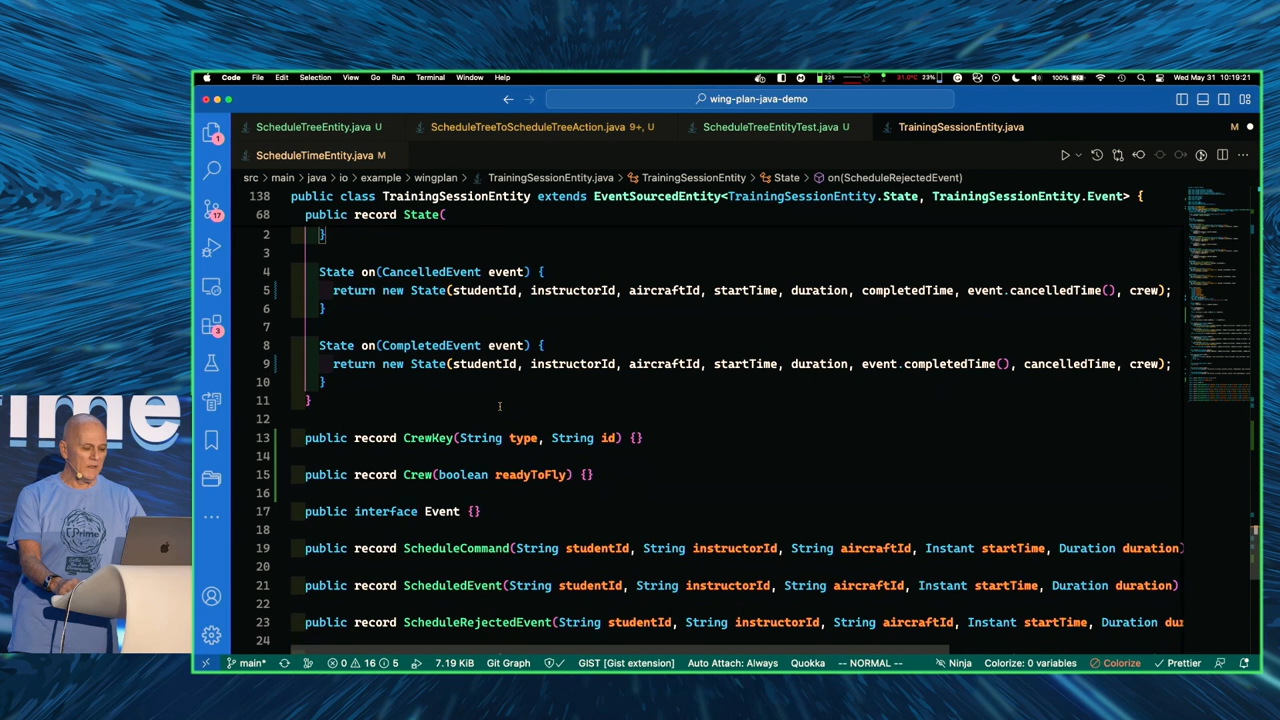 Code File Edit Selection View Go Run Terminal Window Help 225 31.0°C 23% 100% Wed May 31 10:19:21
wing-plan-java-demo
ScheduleTreeEntity.java U ScheduleTreeToScheduleTreeAction.java 9+, U ScheduleTreeEntityTest.java U TrainingSessionEntity.java M
ScheduleTimeEntity.java M
src > main > java > io > example > wingplan > TrainingSessionEntity.java > TrainingSessionEntity > State > on(ScheduleRejectedEvent)
138 public class TrainingSessionEntity extends EventSourcedEntity<TrainingSessionEntity.State, TrainingSessionEntity.Event> {
68 public record State(
2 }
3
4 State on(CancelledEvent event) {
5 return new State(studentId, instructorId, aircraftId, startTime, duration, completedTime, event.cancelledTime(), crew);
6 }
7
8 State on(CompletedEvent event) {
9 return new State(studentId, instructorId, aircraftId, startTime, duration, event.completedTime(), cancelledTime, crew);
10 }
11 }
12
13 public record CrewKey(String type, String id) {}
14
15 public record Crew(boolean readyToFly) {}
16
17 public interface Event {}
18
19 public record ScheduleCommand(String studentId, String instructorId, String aircraftId, Instant startTime, Duration duration)
20
21 public record ScheduledEvent(String studentId, String instructorId, String aircraftId, Instant startTime, Duration duration)
22
23 public record ScheduleRejectedEvent(String studentId, String instructorId, String aircraftId, Instant startTime, Duration
24
1
17
3
main* 0 16 5 7.19 KiB Git Graph GIST [Gist extension] Auto Attach: Always Quokka -- NORMAL -- Ninja Colorize: 0 variables Colorize Prettier
Prime